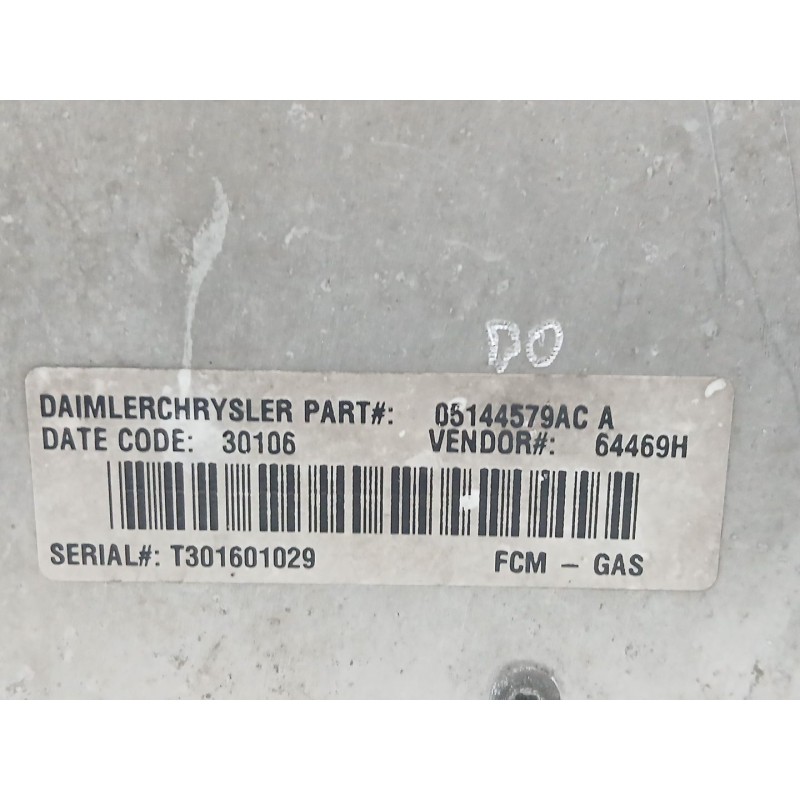 DO
DAIMLERCHRYSLER PART#: 05144579AC A
DATE CODE: 30106 VENDOR#: 64469H
SERIAL#: T301601029 FCM - GAS